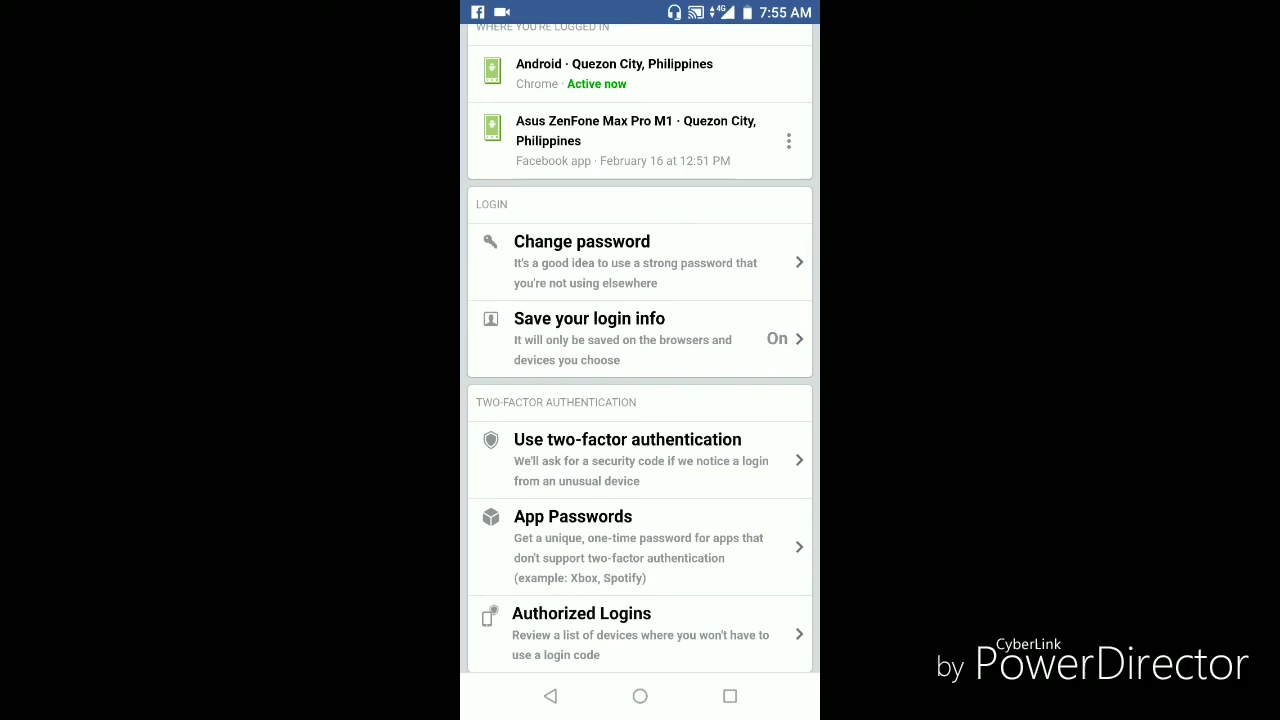 4G 7:55 AM
WHERE YOU'RE LOGGED IN
Android · Quezon City, Philippines
Chrome · Active now
Asus ZenFone Max Pro M1 · Quezon City,
Philippines
Facebook app · February 16 at 12:51 PM
LOGIN
Change password
It's a good idea to use a strong password that
you're not using elsewhere
Save your login info
It will only be saved on the browsers and
devices you choose
On
TWO-FACTOR AUTHENTICATION
Use two-factor authentication
We'll ask for a security code if we notice a login
from an unusual device
App Passwords
Get a unique, one-time password for apps that
don't support two-factor authentication
(example: Xbox, Spotify)
Authorized Logins
Review a list of devices where you won't have to
use a login code
CyberLink
by PowerDirector